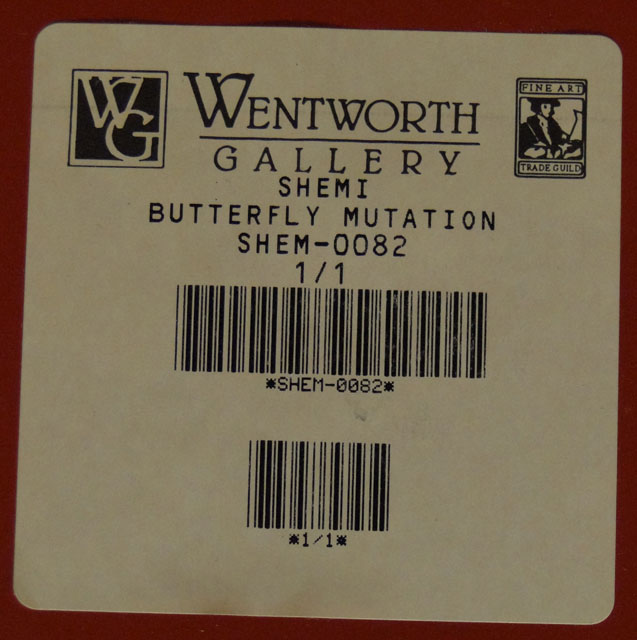 WG
WENTWORTH
GALLERY
FINE ART
TRADE GUILD
SHEMI
BUTTERFLY MUTATION
SHEM-0082
1/1
*SHEM-0082*
*1/1*